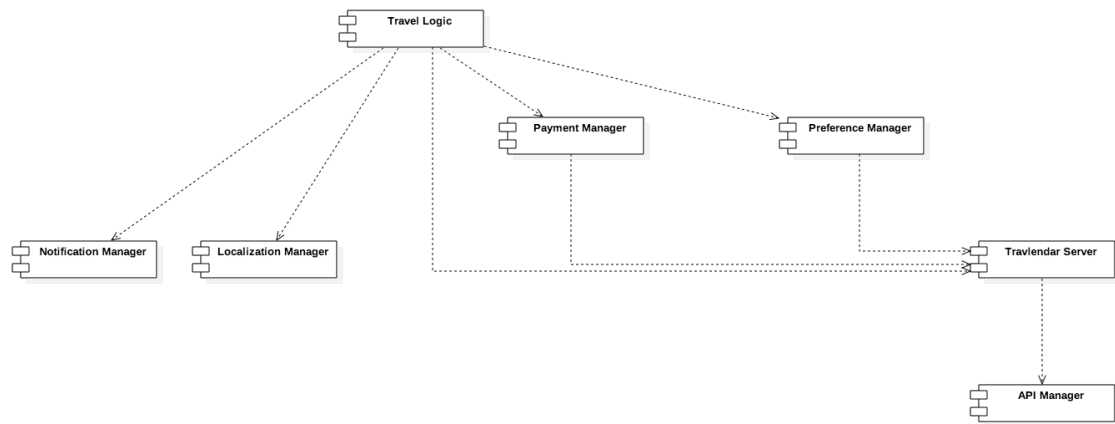 Travel Logic
Payment Manager
Preference Manager
Notification Manager
Localization Manager
Travlendar Server
API Manager